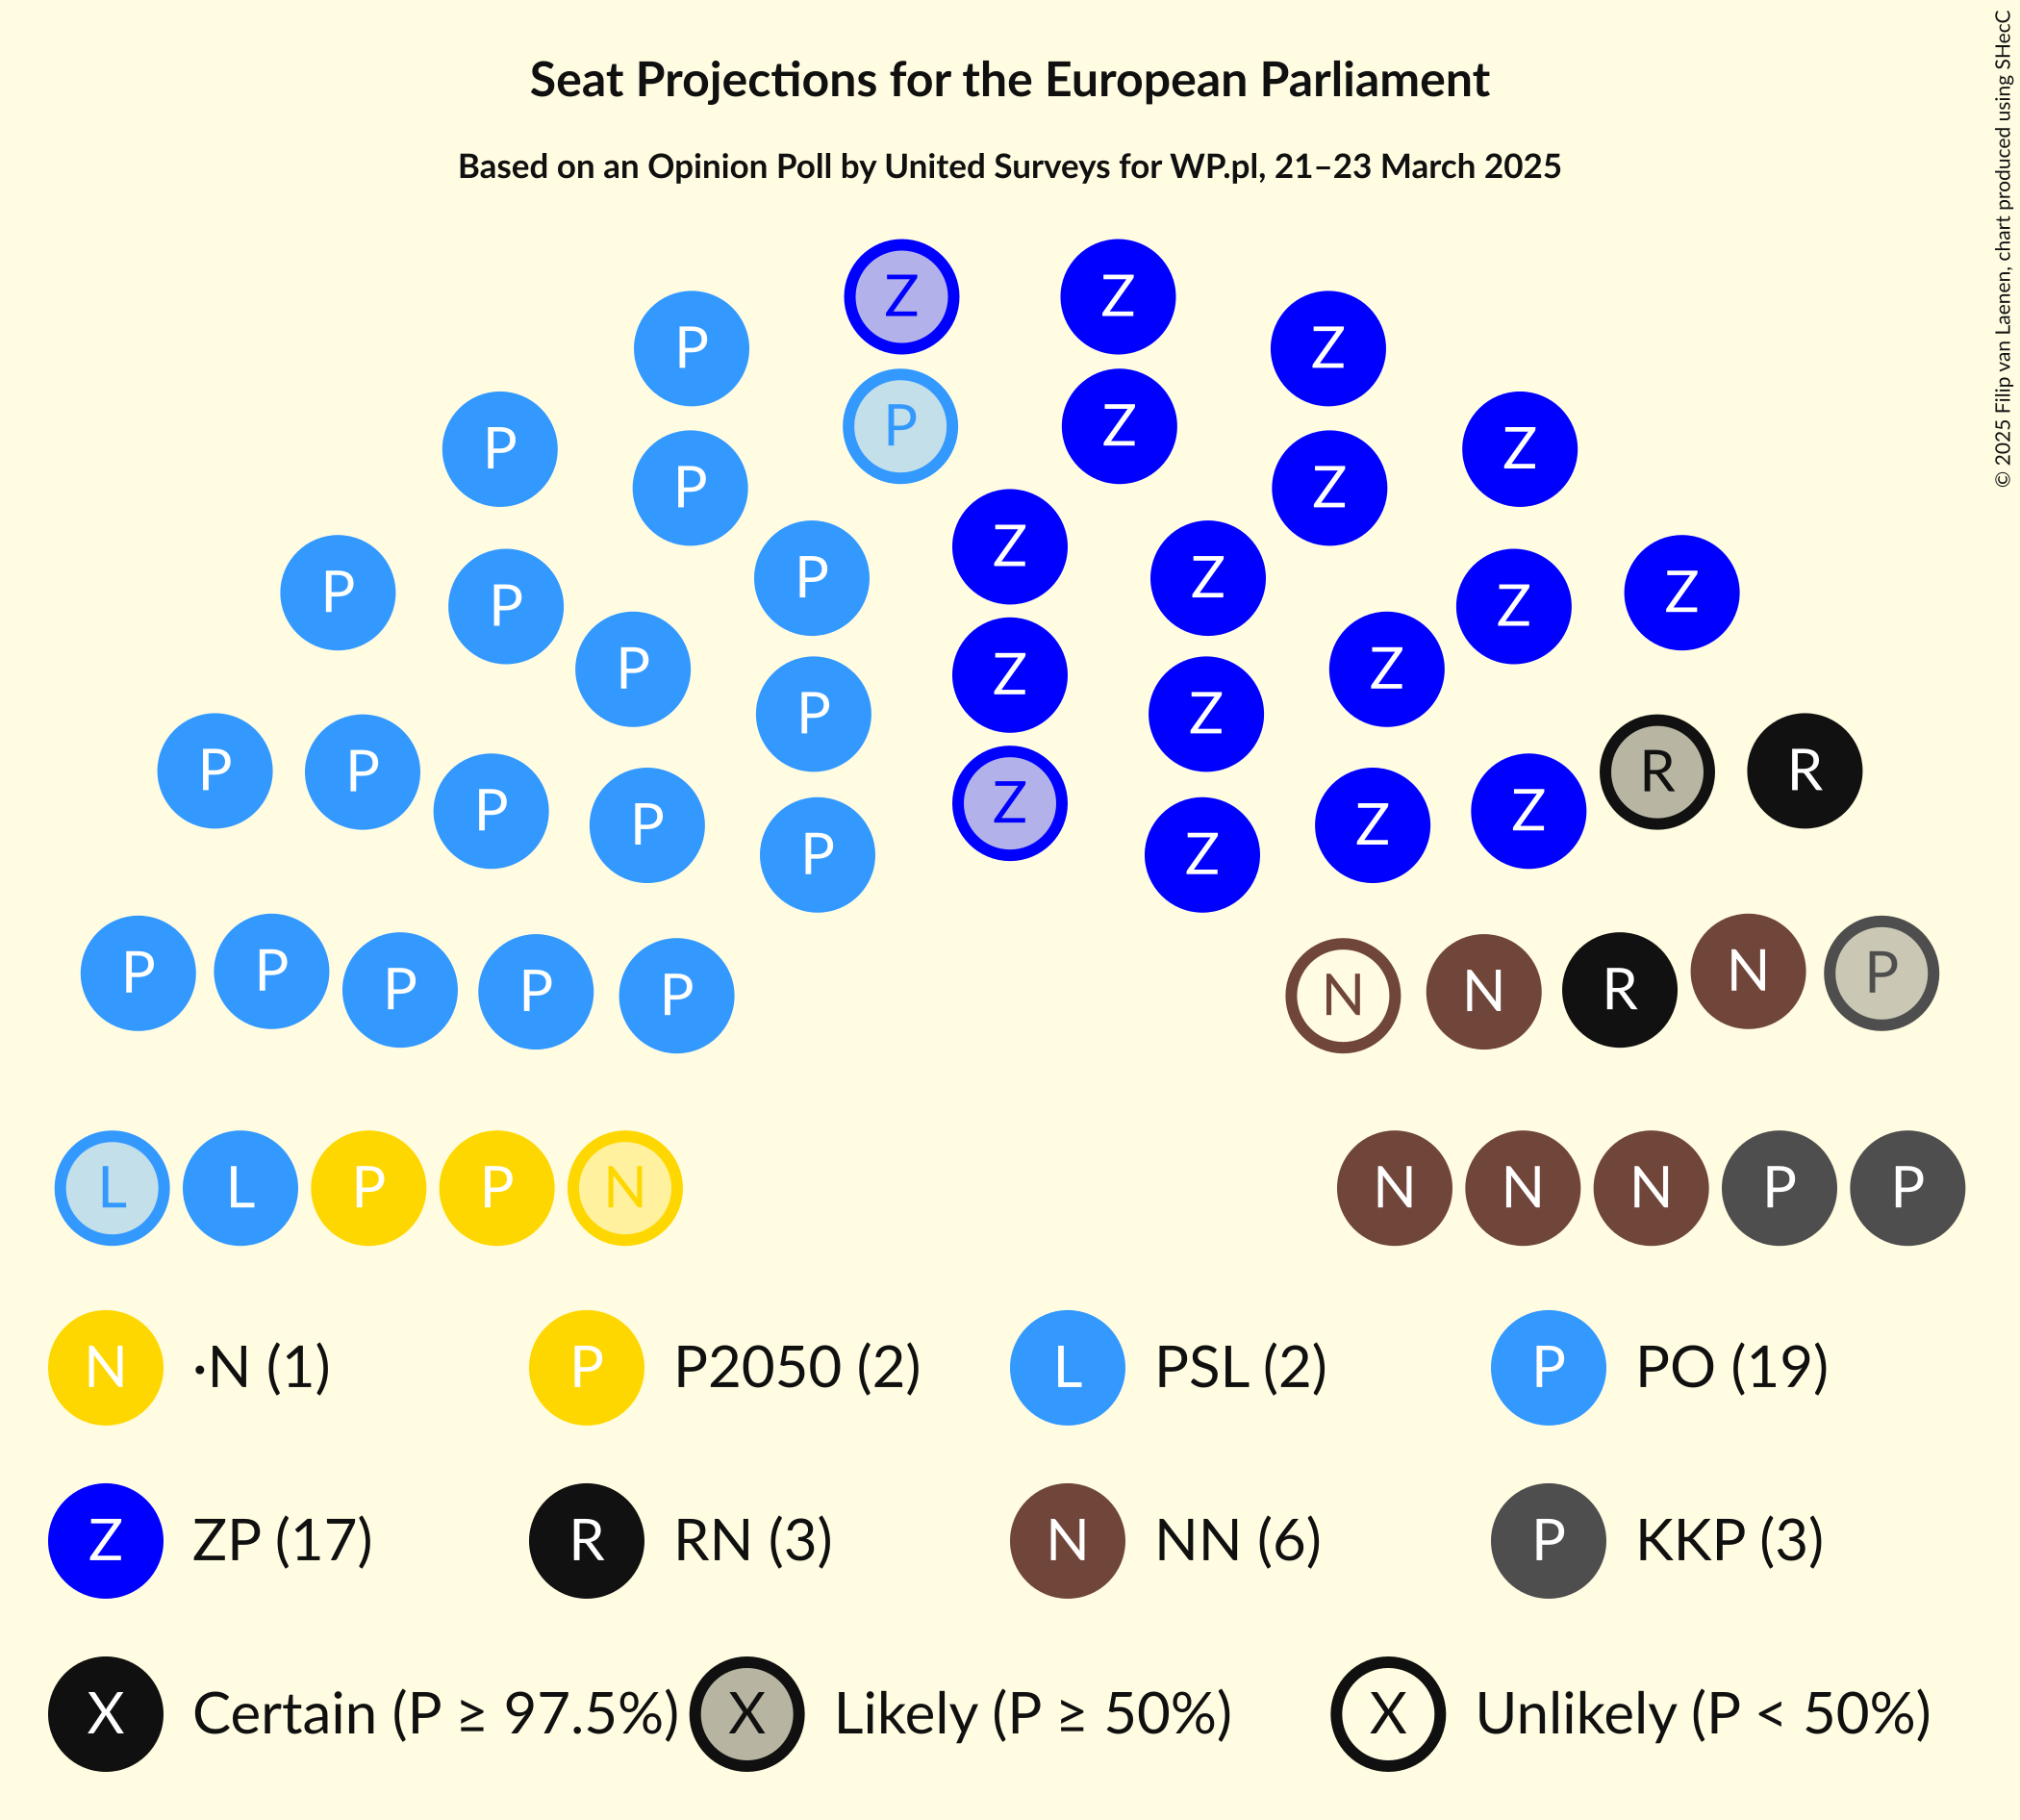 Seat Projections for the European Parliament
Based on an Opinion Poll by United Surveys for WP.pl, 21–23 March 2025
© 2025 Filip van Laenen, chart produced using SHecC
Z Z
P Z
P Z
P Z
P Z
Z
P Z
P Z
P Z
P Z
Z
P Z
P Z
P P R R
P Z
Z
P Z
P Z
P P P P P N N R N P
L L P P N N N N P P
N ·N (1) P P2050 (2) L PSL (2) P PO (19)
Z ZP (17) R RN (3) N NN (6) P KKP (3)
X Certain (P ≥ 97.5%) X Likely (P ≥ 50%) X Unlikely (P < 50%)